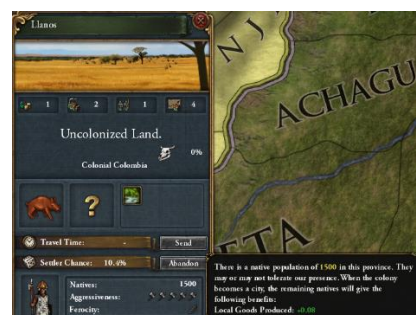 Llanos
NJ
1
2
1
4
ACHAGU
Uncolonized Land.
0%
Colonial Colombia
?
Travel Time: - Send
ETA
Settler Chance: 10.4% Abandon
Natives: 1500
Aggressiveness:
Ferocity:
There is a native population of 1500 in this province. They
may or may not tolerate our presence. When the colony
becomes a city, the remaining natives will give the
following benefits:
Local Goods Produced: +0.08